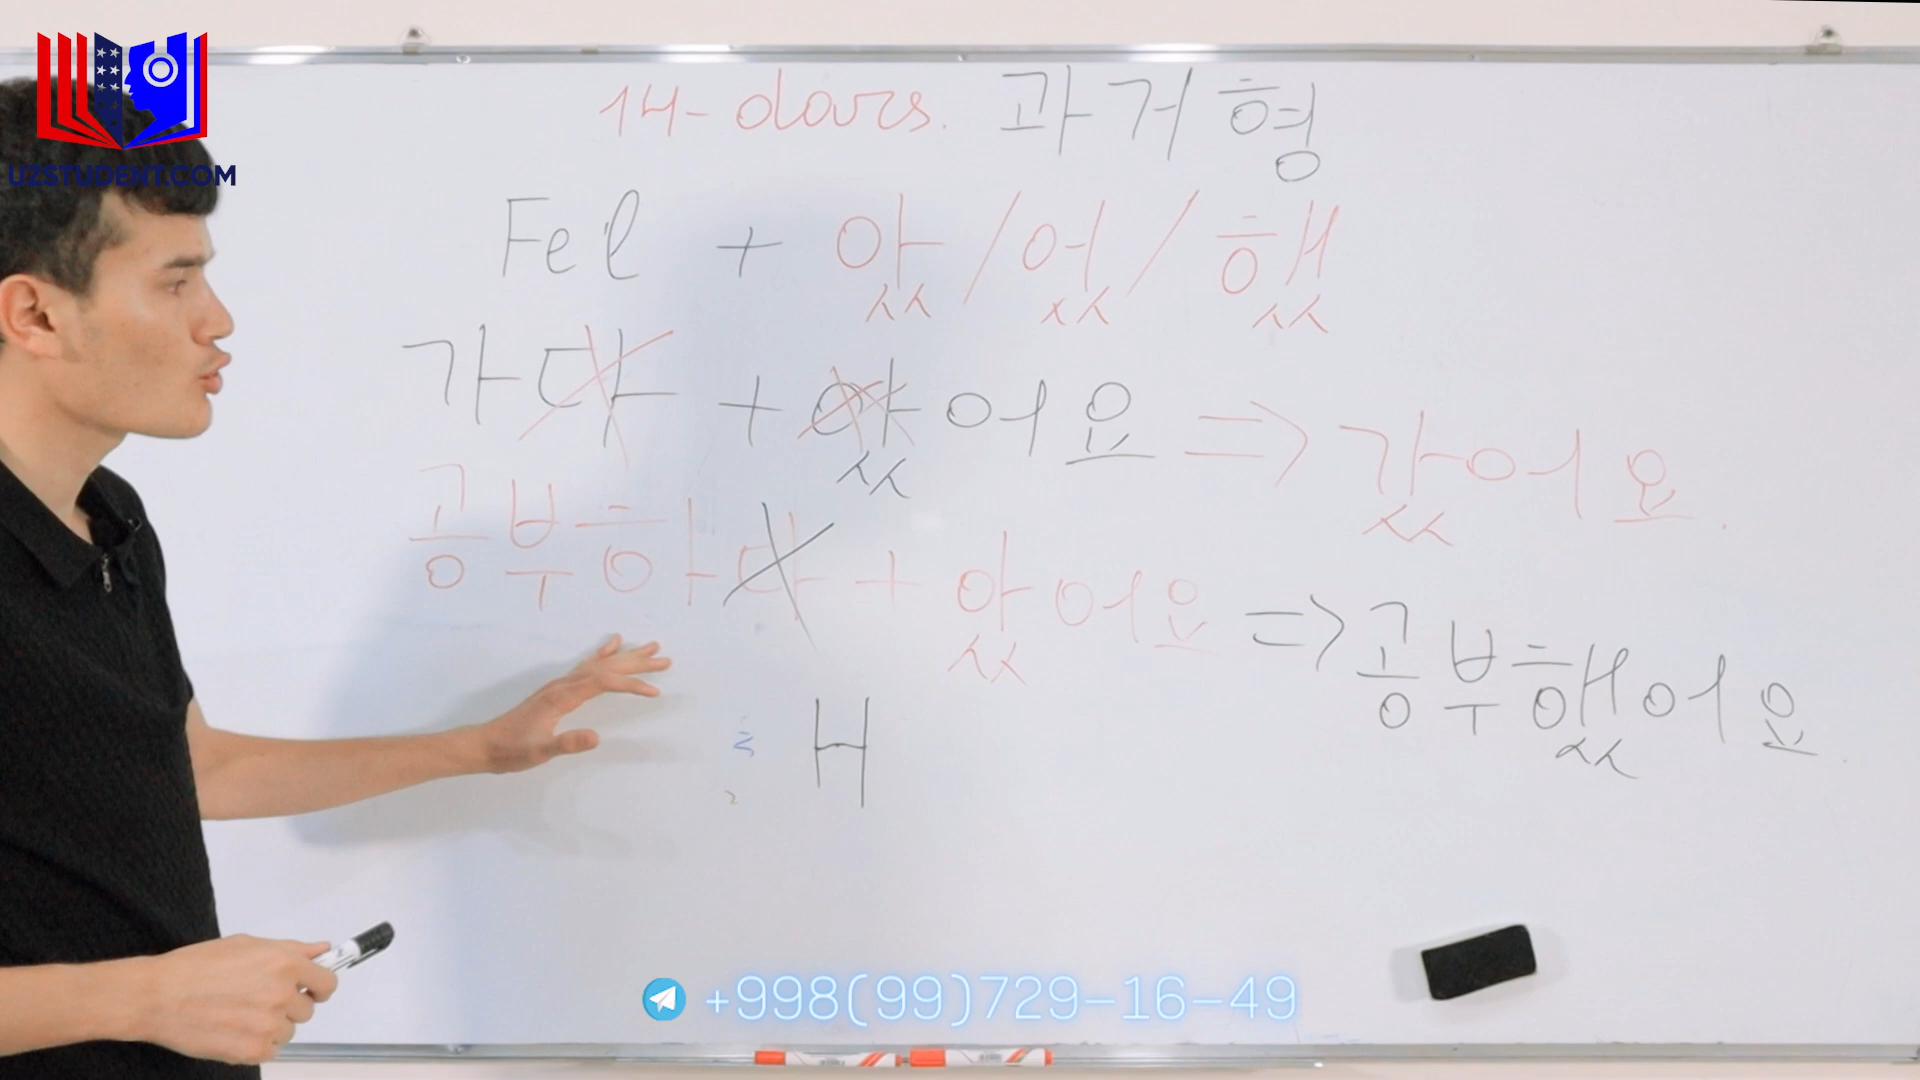 UZSTUDENT.COM
14-dars. 과거형
Fel + 았/었/했
가다 + 았어요 => 갔어요.
공부하다 + 았어요 => 공부했어요.
H
+998(99)729-16-49